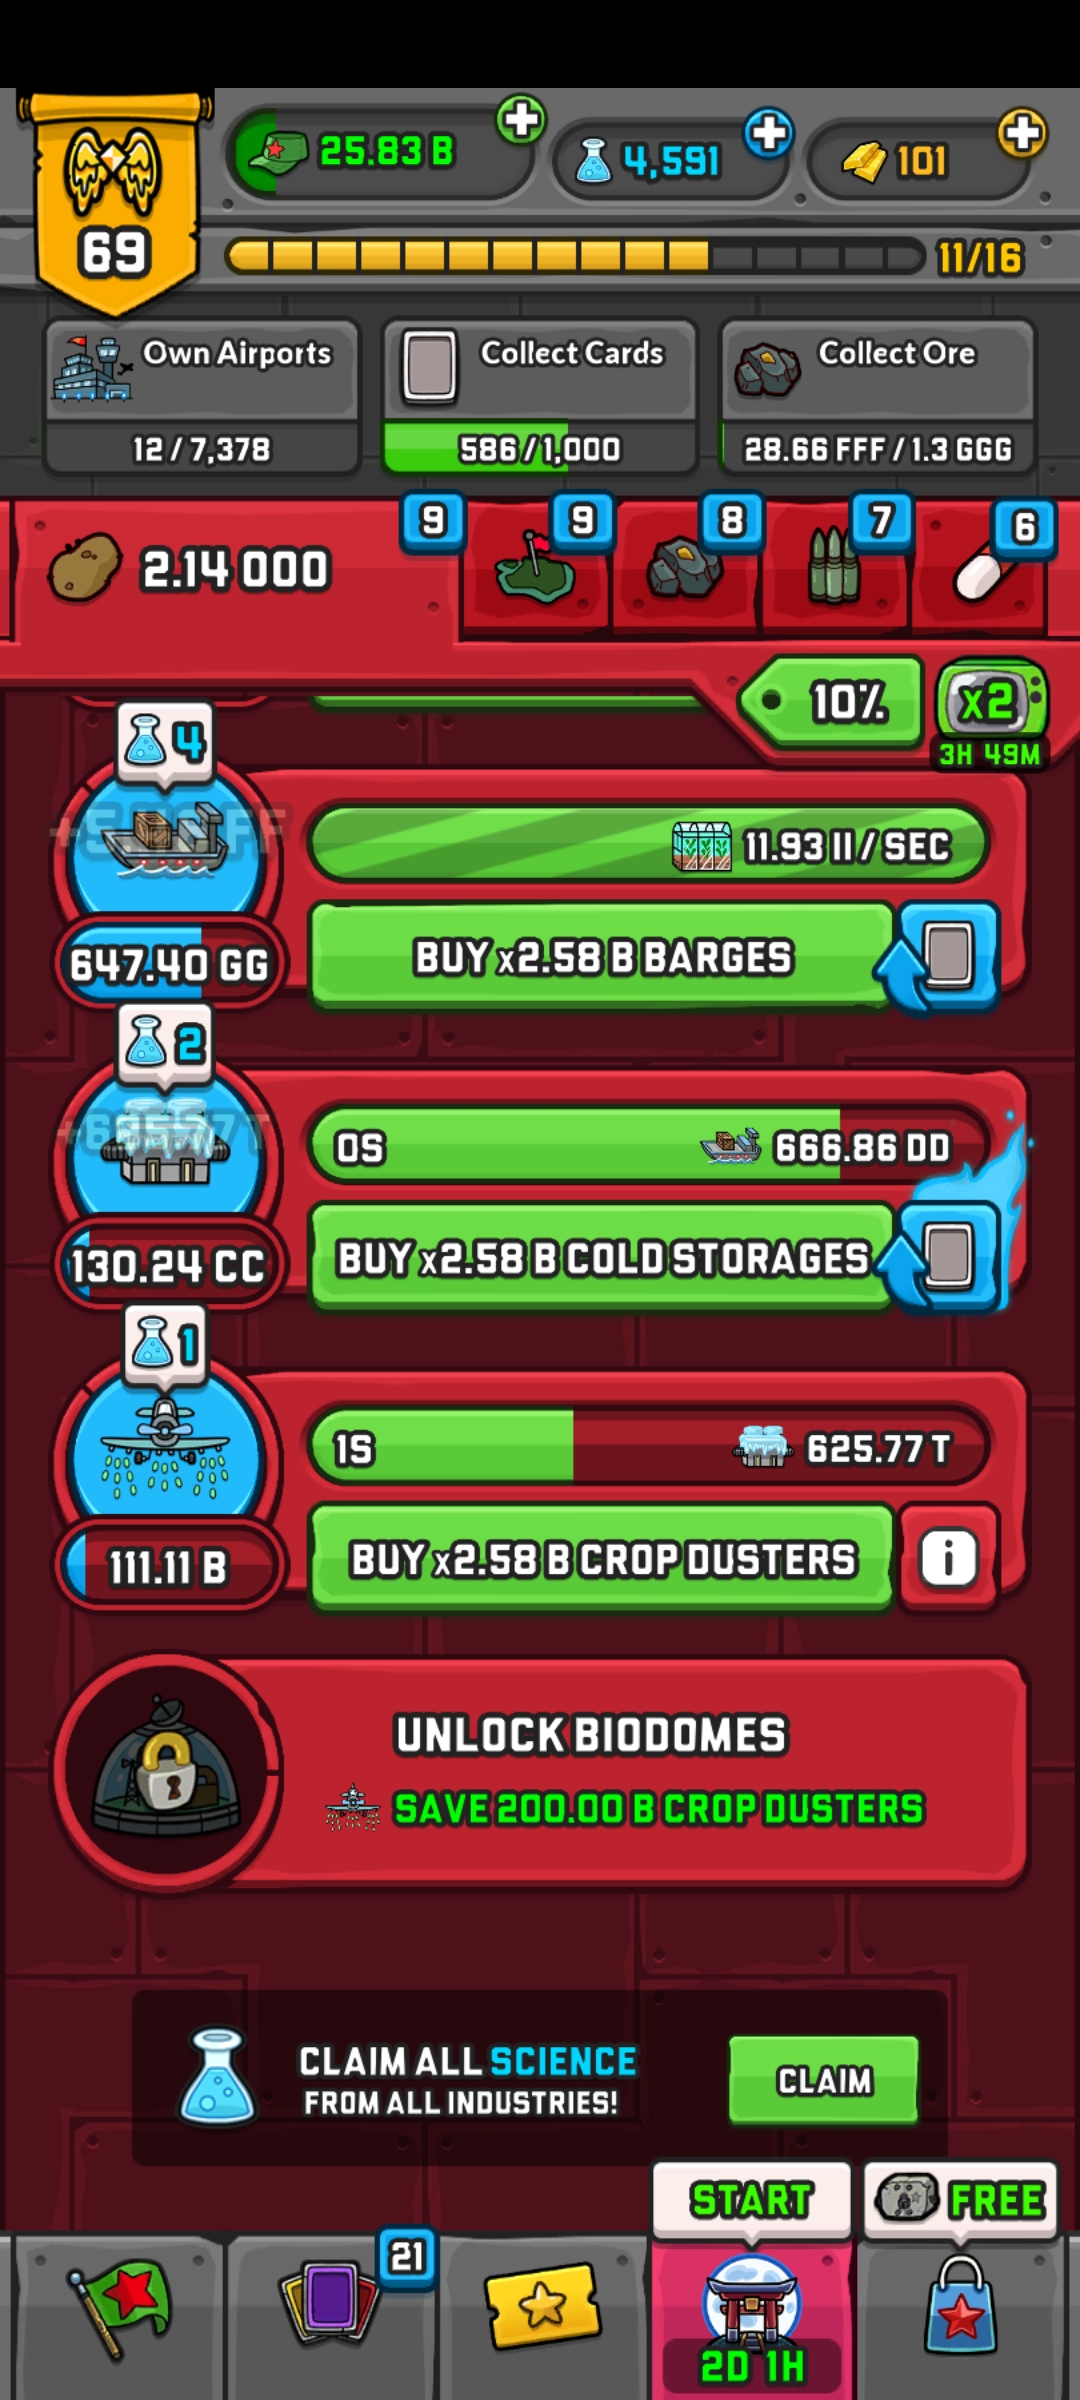 25.83 B
4,591
101
69
11/16
Own Airports
Collect Cards
Collect Ore
12 / 7,378
586 / 1,000
28.66 FFF / 1.3 GGG
2.14 OOO
9
9
8
7
6
10%
x2
3H 49M
4
11.93 II / SEC
647.40 GG
BUY x2.58 B BARGES
2
0S
666.86 DD
130.24 CC
BUY x2.58 B COLD STORAGES
1
1S
625.77 T
111.11 B
BUY x2.58 B CROP DUSTERS
i
UNLOCK BIODOMES
SAVE 200.00 B CROP DUSTERS
CLAIM ALL SCIENCE
FROM ALL INDUSTRIES!
CLAIM
START
FREE
21
2D 1H